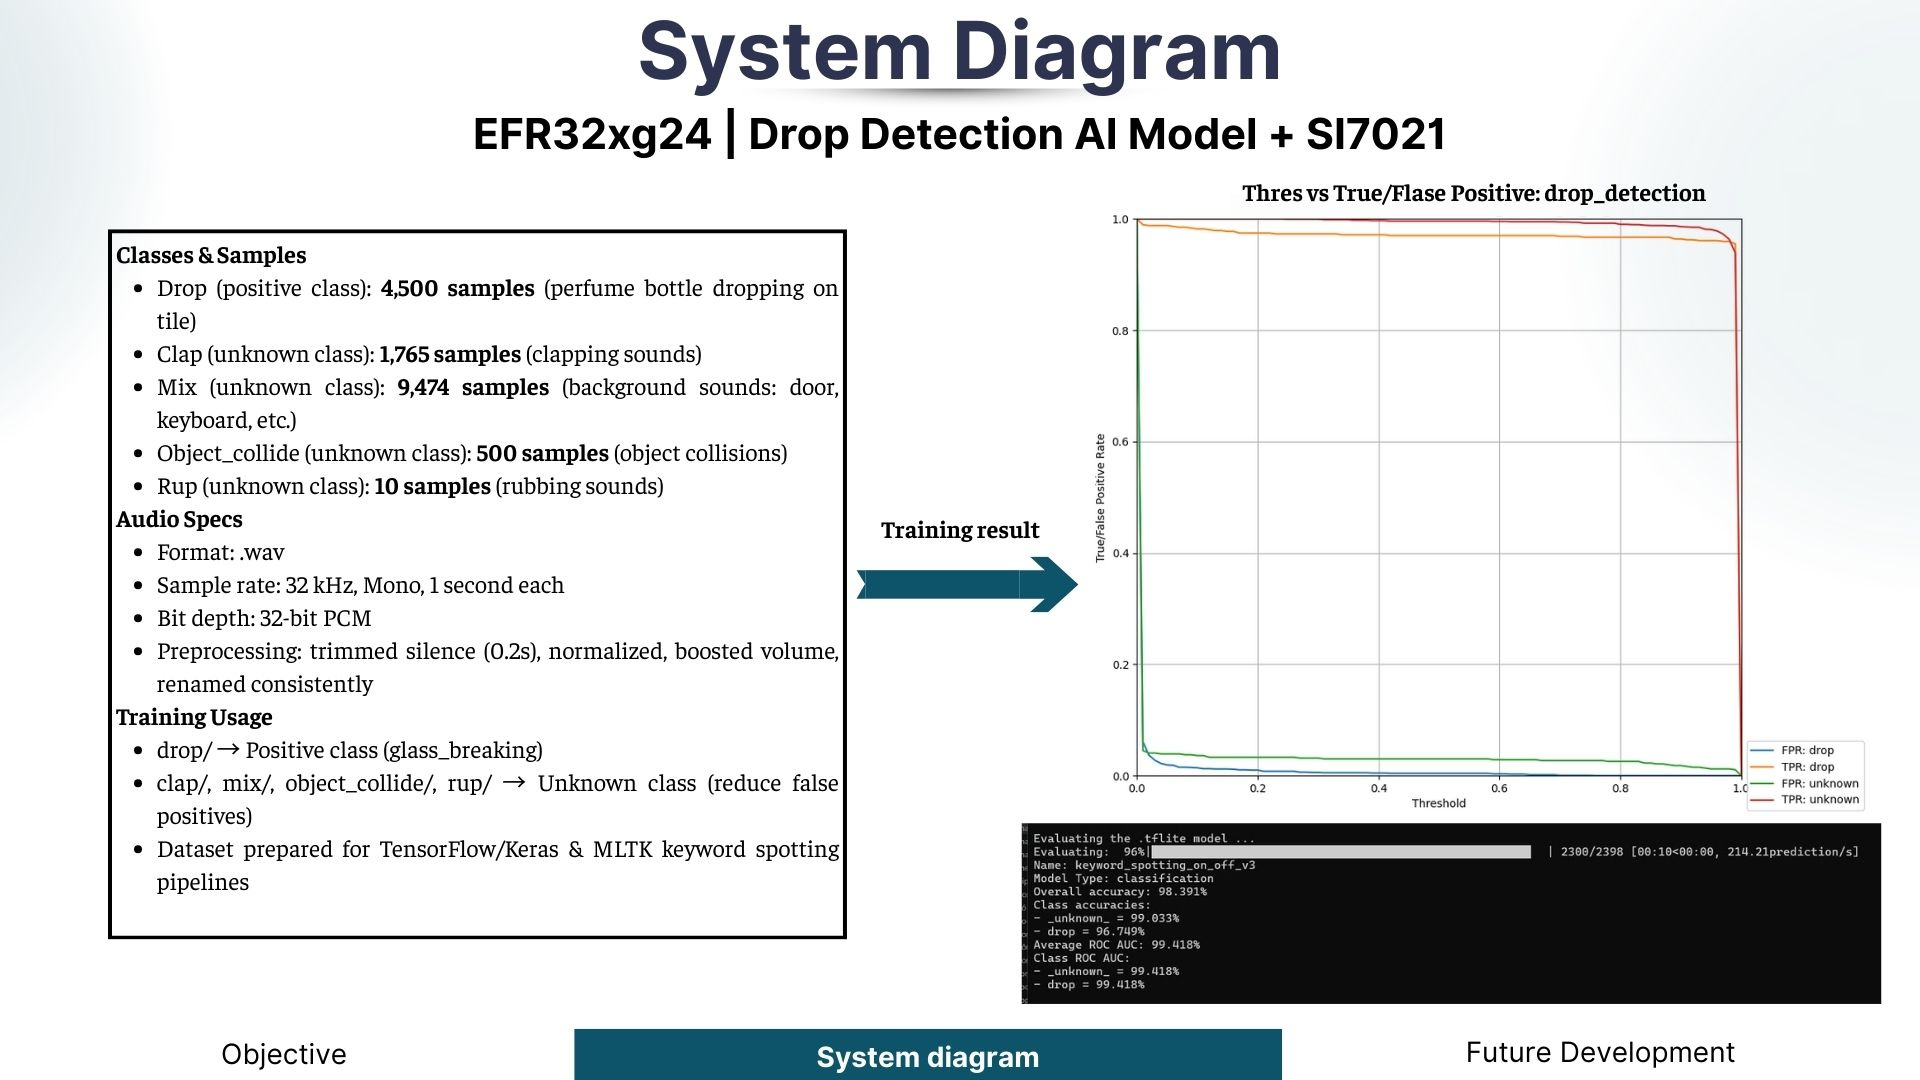 System Diagram
EFR32xg24 | Drop Detection AI Model + SI7021
Classes & Samples
• Drop (positive class): 4,500 samples (perfume bottle dropping on
tile)
• Clap (unknown class): 1,765 samples (clapping sounds)
• Mix (unknown class): 9,474 samples (background sounds: door,
keyboard, etc.)
• Object_collide (unknown class): 500 samples (object collisions)
• Rup (unknown class): 10 samples (rubbing sounds)
Audio Specs
• Format: .wav
• Sample rate: 32 kHz, Mono, 1 second each
• Bit depth: 32-bit PCM
• Preprocessing: trimmed silence (0.2s), normalized, boosted volume,
renamed consistently
Training Usage
• drop/ → Positive class (glass_breaking)
• clap/, mix/, object_collide/, rup/ → Unknown class (reduce false
positives)
• Dataset prepared for TensorFlow/Keras & MLTK keyword spotting
pipelines
Training result
Thres vs True/Flase Positive: drop_detection
True/False Positive Rate
1.0
0.8
0.6
0.4
0.2
0.0
0.0 0.2 0.4 0.6 0.8 1.0
Threshold
FPR: drop
TPR: drop
FPR: unknown
TPR: unknown
Evaluating the .tflite model ...
Evaluating: 96%| | 2300/2398 [00:10<00:00, 214.21prediction/s]
Name: keyword_spotting_on_off_v3
Model Type: classification
Overall accuracy: 98.391%
Class accuracies:
- _unknown_ = 99.033%
- drop = 96.749%
Average ROC AUC: 99.418%
Class ROC AUC:
- _unknown_ = 99.418%
- drop = 99.418%
Objective
System diagram
Future Development